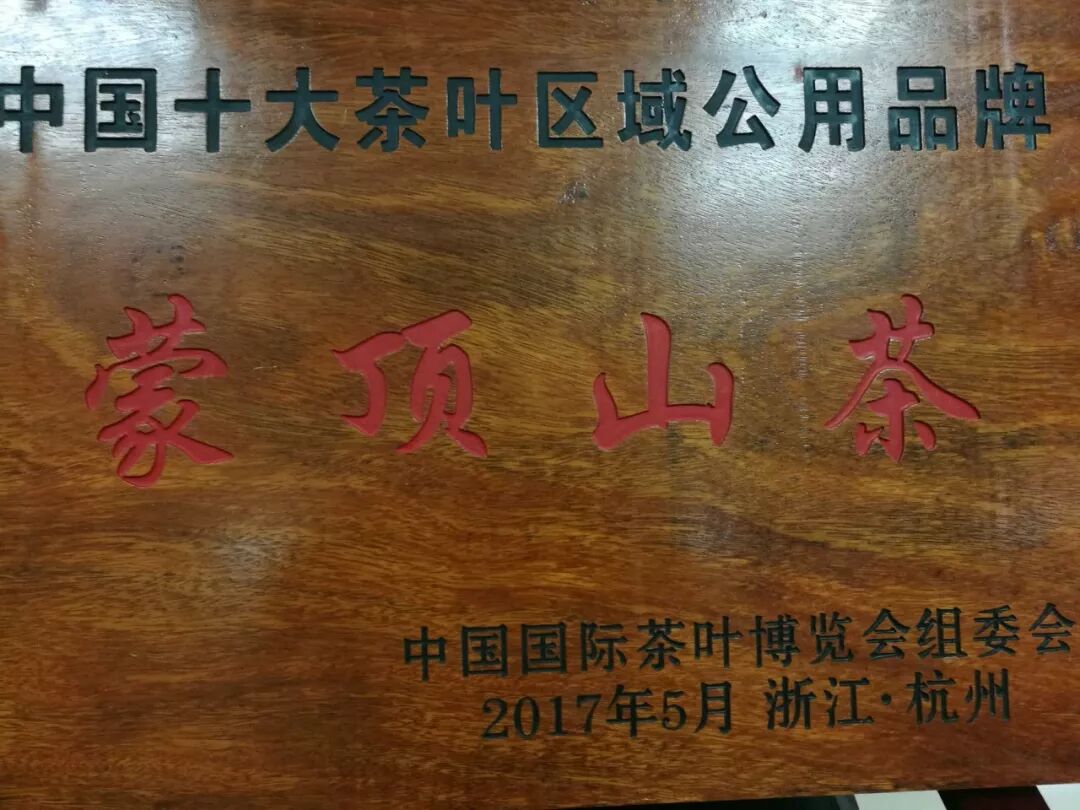 中国十大茶叶区域公用品牌
蒙顶山茶
中国国际茶叶博览会组委会
2017年5月 浙江·杭州